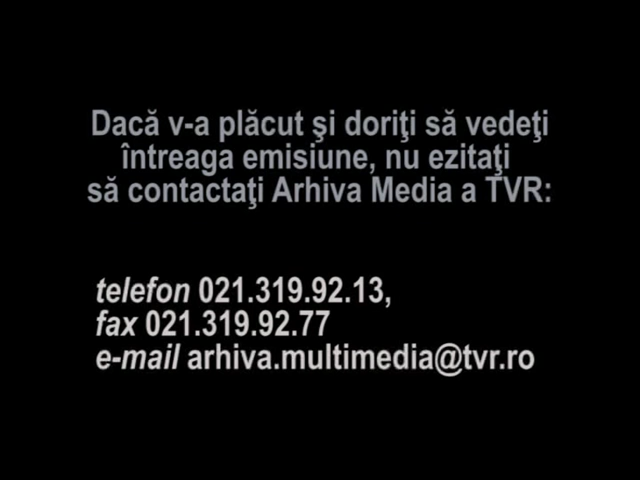 Dacă v-a plăcut şi doriţi să vedeţi
întreaga emisiune, nu ezitaţi
să contactaţi Arhiva Media a TVR:
telefon 021.319.92.13,
fax 021.319.92.77
e-mail arhiva.multimedia@tvr.ro